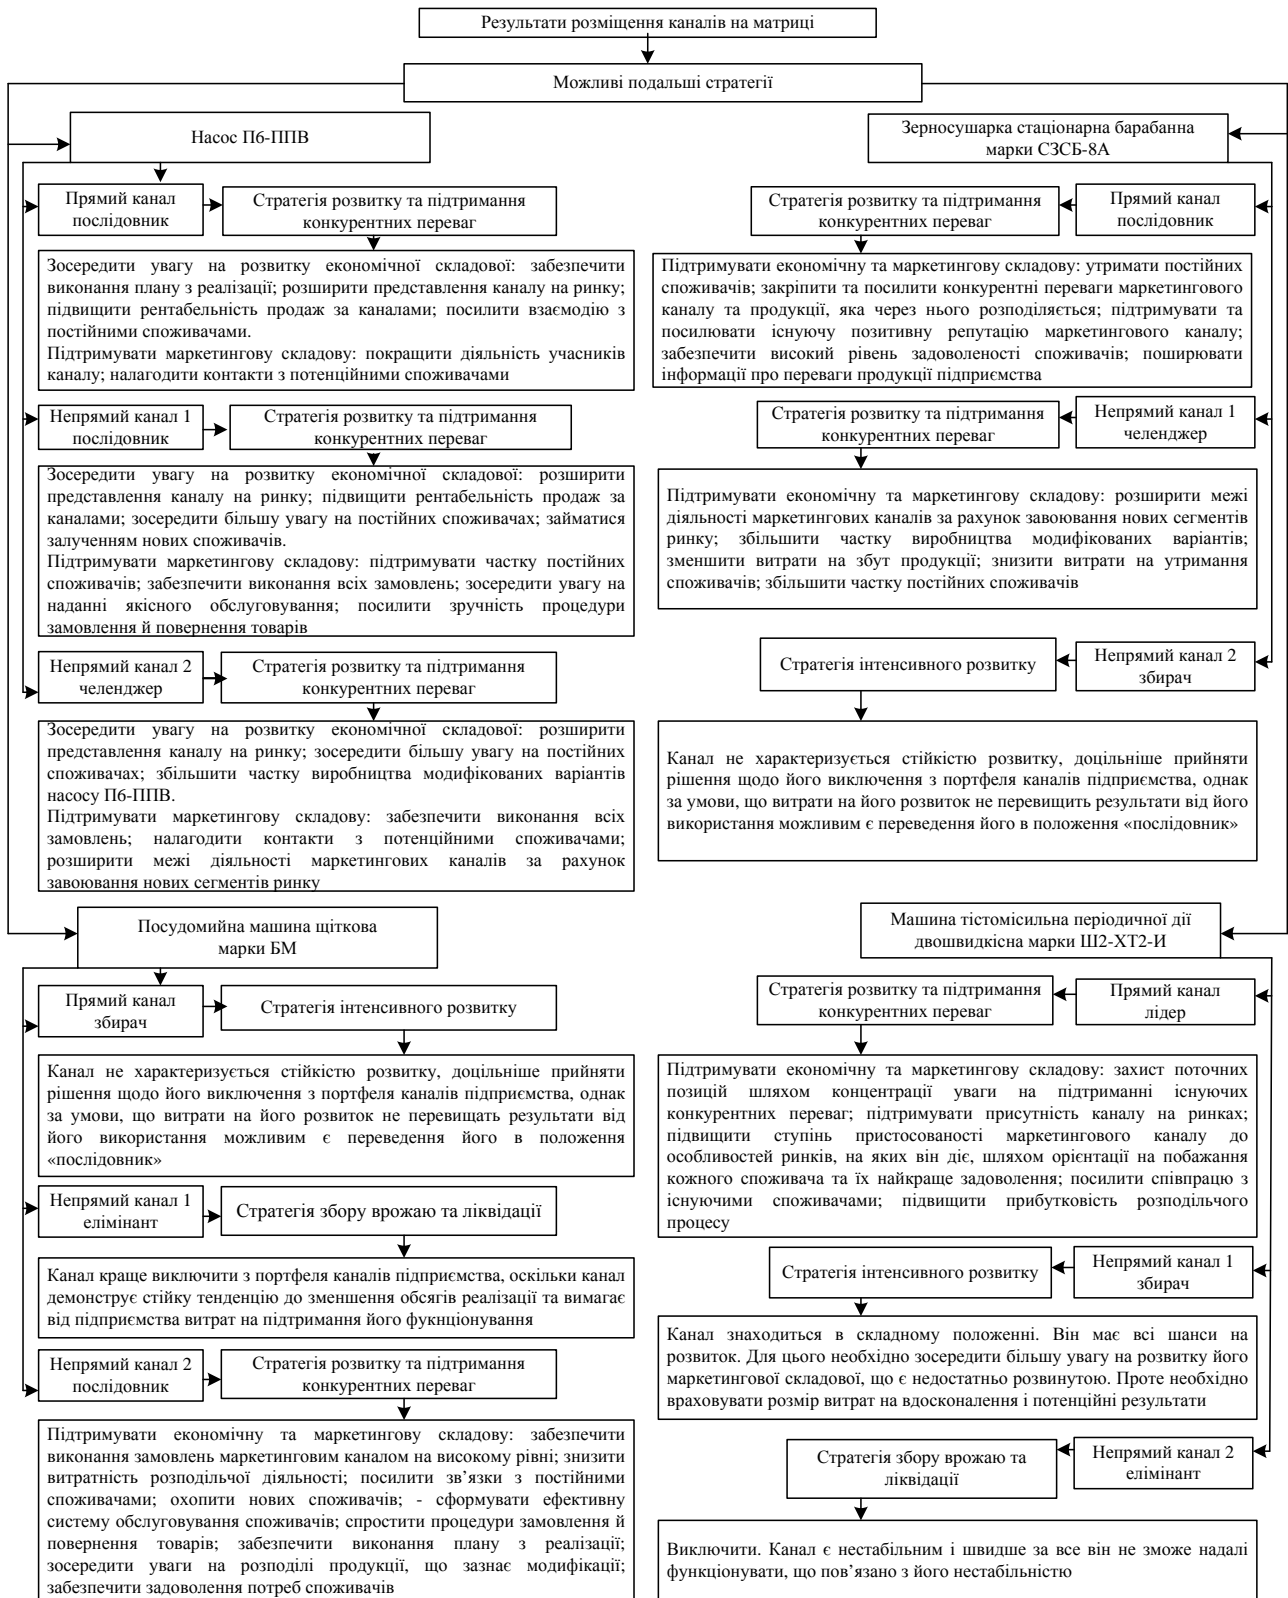 Результати розміщення каналів на матриці
Можливі подальші стратегії
Насос П6-ППВ
Прямий канал
послідовник
Стратегія розвитку та підтримання
конкурентних переваг
Зосередити увагу на розвитку економічної складової: забезпечити
виконання плану з реалізації; розширити представлення каналу на ринку;
підвищити рентабельність продаж за каналами; посилити взаємодію з
постійними споживачами.
Підтримувати маркетингову складову: покращити діяльність учасників
каналу; налагодити контакти з потенційними споживачами
Непрямий канал 1
послідовник
Стратегія розвитку та підтримання
конкурентних переваг
Зосередити увагу на розвитку економічної складової: розширити
представлення каналу на ринку; підвищити рентабельність продаж за
каналами; зосередити більшу увагу на постійних споживачах; займатися
залученням нових споживачів.
Підтримувати маркетингову складову: підтримувати частку постійних
споживачів; забезпечити виконання всіх замовлень; зосередити увагу на
наданні якісного обслуговування; посилити зручність процедури
замовлення й повернення товарів
Непрямий канал 2
челенджер
Стратегія розвитку та підтримання
конкурентних переваг
Зосередити увагу на розвитку економічної складової: розширити
представлення каналу на ринку; зосередити більшу увагу на постійних
споживачах; збільшити частку виробництва модифікованих варіантів
насосу П6-ППВ.
Підтримувати маркетингову складову: забезпечити виконання всіх
замовлень; налагодити контакти з потенційними споживачами;
розширити межі діяльності маркетингових каналів за рахунок
завоювання нових сегментів ринку
Зерносушарка стаціонарна барабанна
марки СЗСБ-8А
Стратегія розвитку та підтримання
конкурентних переваг
Прямий канал
послідовник
Підтримувати економічну та маркетингову складову: утримати постійних
споживачів; закріпити та посилити конкурентні переваги маркетингового
каналу та продукції, яка через нього розподіляється; підтримувати та
посилювати існуючу позитивну репутацію маркетингового каналу;
забезпечити високий рівень задоволеності споживачів; поширювати
інформації про переваги продукції підприємства
Стратегія розвитку та підтримання
конкурентних переваг
Непрямий канал 1
челенджер
Підтримувати економічну та маркетингову складову: розширити межі
діяльності маркетингових каналів за рахунок завоювання нових сегментів
ринку; збільшити частку виробництва модифікованих варіантів;
зменшити витрати на збут продукції; знизити витрати на утримання
споживачів; збільшити частку постійних споживачів
Стратегія інтенсивного розвитку
Непрямий канал 2
збирач
Канал не характеризується стійкістю розвитку, доцільніше прийняти
рішення щодо його виключення з портфеля каналів підприємства, однак
за умови, що витрати на його розвиток не перевищить результати від його
використання можливим є переведення його в положення «послідовник»
Посудомийна машина щіткова
марки БМ
Прямий канал
збирач
Стратегія інтенсивного розвитку
Канал не характеризується стійкістю розвитку, доцільніше прийняти
рішення щодо його виключення з портфеля каналів підприємства, однак
за умови, що витрати на його розвиток не перевищать результати від
його використання можливим є переведення його в положення
«послідовник»
Непрямий канал 1
елімінант
Стратегія збору врожаю та ліквідації
Канал краще виключити з портфеля каналів підприємства, оскільки канал
демонструє стійку тенденцію до зменшення обсягів реалізації та вимагає
від підприємства витрат на підтримання його фукнціонування
Непрямий канал 2
послідовник
Стратегія розвитку та підтримання
конкурентних переваг
Підтримувати економічну та маркетингову складову: забезпечити
виконання замовлень маркетинговим каналом на високому рівні; знизити
витратність розподільчої діяльності; посилити зв’язки з постійними
споживачами; охопити нових споживачів; - сформувати ефективну
систему обслуговування споживачів; спростити процедури замовлення й
повернення товарів; забезпечити виконання плану з реалізації;
зосередити уваги на розподілі продукції, що зазнає модифікації;
забезпечити задоволення потреб споживачів
Машина тістомісильна періодичної дії
двошвидкісна марки Ш2-ХТ2-И
Стратегія розвитку та підтримання
конкурентних переваг
Прямий канал
лідер
Підтримувати економічну та маркетингову складову: захист поточних
позицій шляхом концентрації уваги на підтриманні існуючих
конкурентних переваг; підтримувати присутність каналу на ринках;
підвищити ступінь пристосованості маркетингового каналу до
особливостей ринків, на яких він діє, шляхом орієнтації на побажання
кожного споживача та їх найкраще задоволення; посилити співпрацю з
існуючими споживачами; підвищити прибутковість розподільчого
процесу
Стратегія інтенсивного розвитку
Непрямий канал 1
збирач
Канал знаходиться в складному положенні. Він має всі шанси на
розвиток. Для цього необхідно зосередити більшу увагу на розвитку його
маркетингової складової, що є недостатньо розвинутою. Проте необхідно
враховувати розмір витрат на вдосконалення і потенційні результати
Стратегія збору врожаю та
ліквідації
Непрямий канал 2
елімінант
Виключити. Канал є нестабільним і швидше за все він не зможе надалі
функціонувати, що пов’язано з його нестабільністю